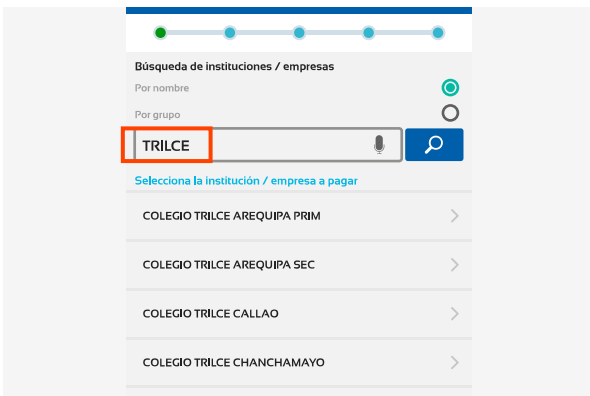 Búsqueda de instituciones / empresas
Por nombre
Por grupo
TRILCE
Selecciona la institución / empresa a pagar
COLEGIO TRILCE AREQUIPA PRIM
COLEGIO TRILCE AREQUIPA SEC
COLEGIO TRILCE CALLAO
COLEGIO TRILCE CHANCHAMAYO